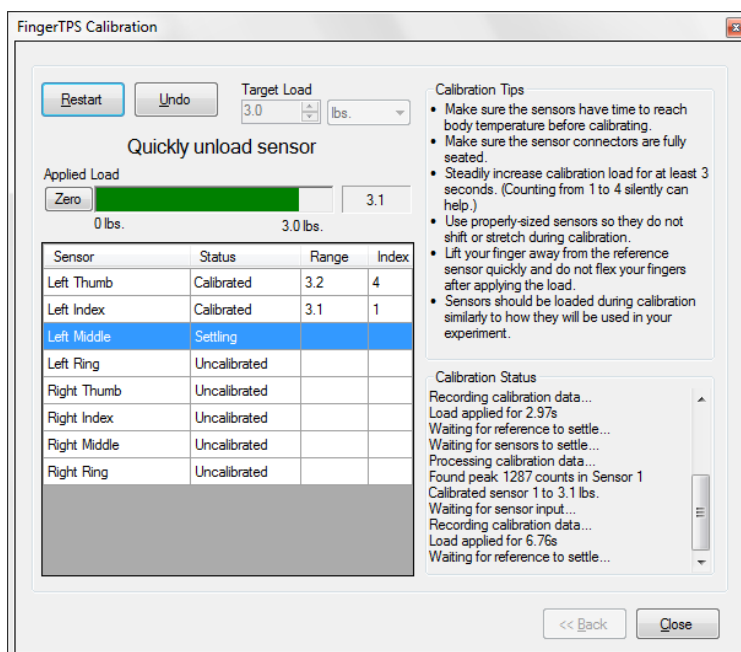 FingerTPS Calibration
Restart
Undo
Target Load
3.0
lbs.
Quickly unload sensor
Applied Load
Zero
3.1
0 lbs.
3.0 lbs.
Sensor Status Range Index
Left Thumb Calibrated 3.2 4
Left Index Calibrated 3.1 1
Left Middle Settling
Left Ring Uncalibrated
Right Thumb Uncalibrated
Right Index Uncalibrated
Right Middle Uncalibrated
Right Ring Uncalibrated
Calibration Tips
• Make sure the sensors have time to reach
body temperature before calibrating.
• Make sure the sensor connectors are fully
seated.
• Steadily increase calibration load for at least 3
seconds. (Counting from 1 to 4 silently can
help.)
• Use properly-sized sensors so they do not
shift or stretch during calibration.
• Lift your finger away from the reference
sensor quickly and do not flex your fingers
after applying the load.
• Sensors should be loaded during calibration
similarly to how they will be used in your
experiment.
Calibration Status
Recording calibration data...
Load applied for 2.97s
Waiting for reference to settle...
Waiting for sensors to settle...
Processing calibration data...
Found peak 1287 counts in Sensor 1
Calibrated sensor 1 to 3.1 lbs.
Waiting for sensor input...
Recording calibration data...
Load applied for 6.76s
Waiting for reference to settle...
<< Back
Close